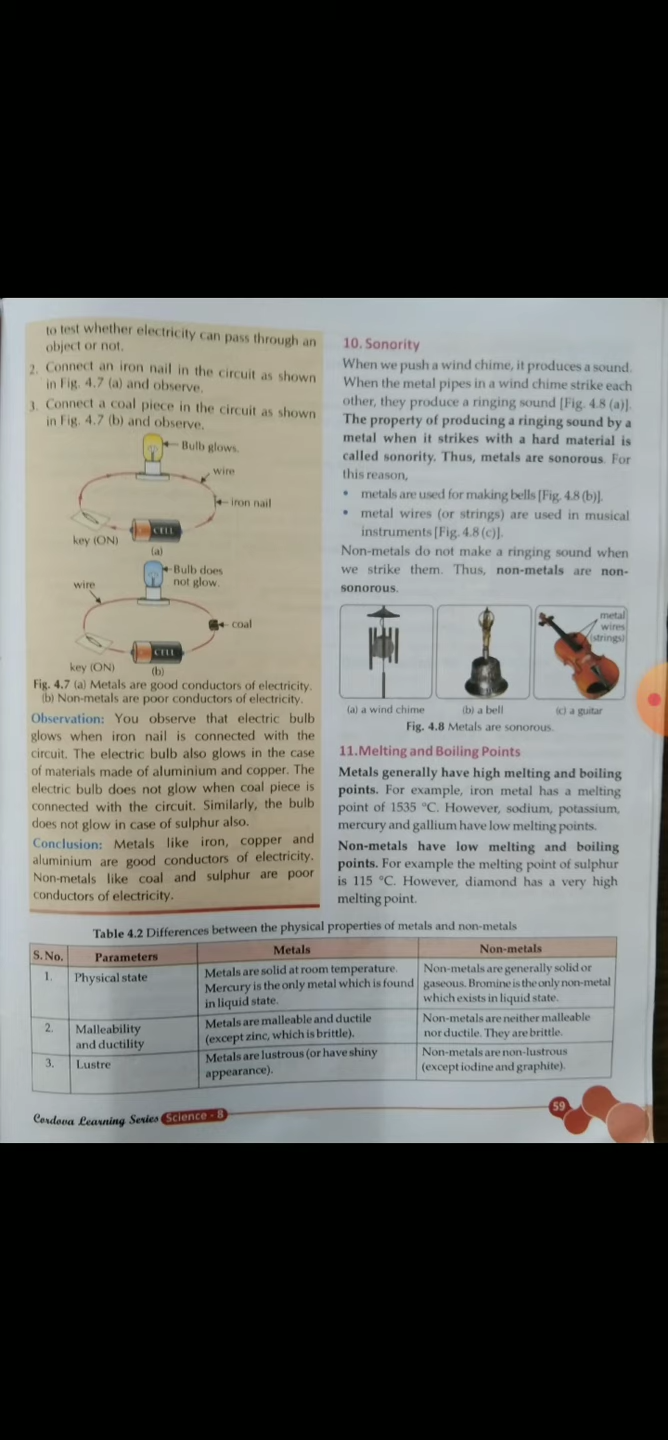 to test whether electricity can pass through an
object or not.
2. Connect an iron nail in the circuit as shown
in Fig. 4.7 (a) and observe.
3. Connect a coal piece in the circuit as shown
in Fig. 4.7 (b) and observe.
Bulb glows.
wire
iron nail
CELL
key (ON)
(a)
Bulb does
not glow.
wire
coal
CELL
key (ON)
(b)
Fig. 4.7 (a) Metals are good conductors of electricity.
(b) Non-metals are poor conductors of electricity.
Observation: You observe that electric bulb
glows when iron nail is connected with the
circuit. The electric bulb also glows in the case
of materials made of aluminium and copper. The
electric bulb does not glow when coal piece is
connected with the circuit. Similarly, the bulb
does not glow in case of sulphur also.
Conclusion: Metals like iron, copper and
aluminium are good conductors of electricity.
Non-metals like coal and sulphur are poor
conductors of electricity.
10. Sonority
When we push a wind chime, it produces a sound.
When the metal pipes in a wind chime strike each
other, they produce a ringing sound [Fig. 4.8 (a)].
The property of producing a ringing sound by a
metal when it strikes with a hard material is
called sonority. Thus, metals are sonorous. For
this reason,
• metals are used for making bells [Fig. 4.8 (b)].
• metal wires (or strings) are used in musical
instruments [Fig. 4.8 (c)].
Non-metals do not make a ringing sound when
we strike them. Thus, non-metals are non-
sonorous.
metal
wires
(strings)
(a) a wind chime
(b) a bell
(c) a guitar
Fig. 4.8 Metals are sonorous.
11. Melting and Boiling Points
Metals generally have high melting and boiling
points. For example, iron metal has a melting
point of 1535 °C. However, sodium, potassium,
mercury and gallium have low melting points.
Non-metals have low melting and boiling
points. For example the melting point of sulphur
is 115 °C. However, diamond has a very high
melting point.
Table 4.2 Differences between the physical properties of metals and non-metals
S. No. Parameters Metals Non-metals
1. Physical state
Metals are solid at room temperature.
Mercury is the only metal which is found
in liquid state.
Non-metals are generally solid or
gaseous. Bromine is the only non-metal
which exists in liquid state.
2. Malleability
and ductility
Metals are malleable and ductile
(except zinc, which is brittle).
Non-metals are neither malleable
nor ductile. They are brittle.
3. Lustre
Metals are lustrous (or have shiny
appearance).
Non-metals are non-lustrous
(except iodine and graphite).
Cordova Learning Series Science - 8
59